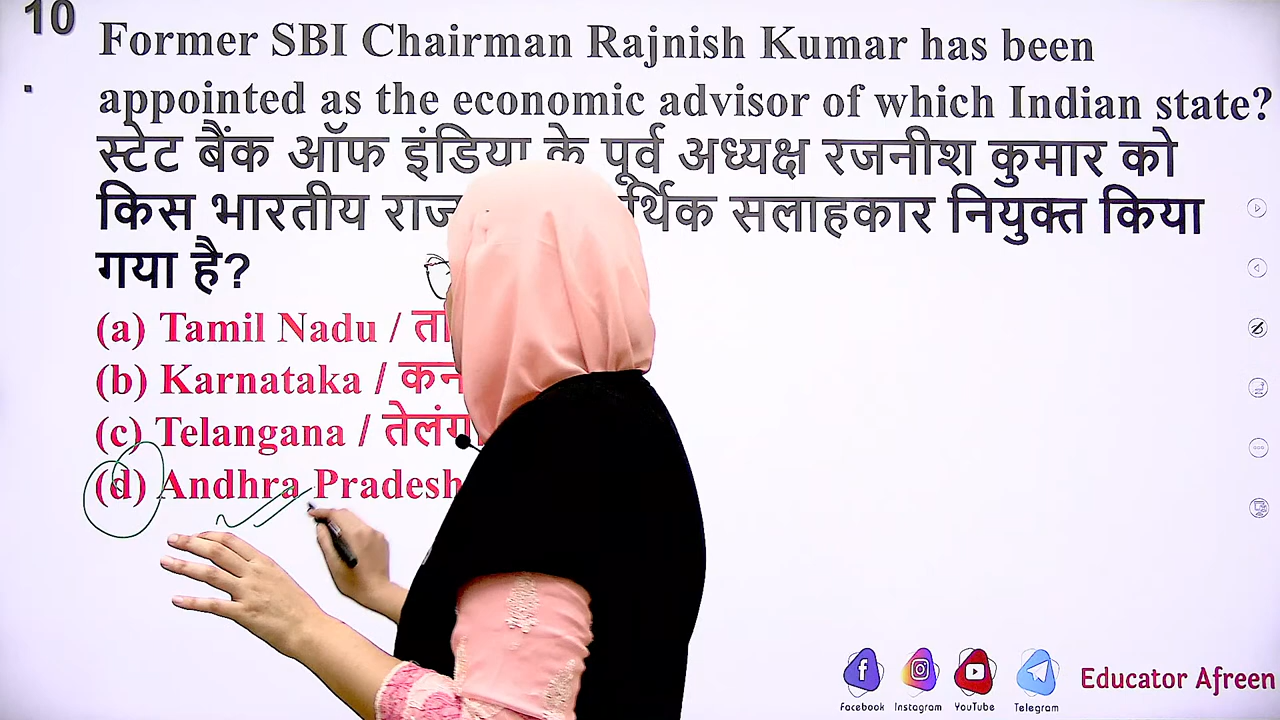 10
.
Former SBI Chairman Rajnish Kumar has been
appointed as the economic advisor of which Indian state?
स्टेट बैंक ऑफ इंडिया के पूर्व अध्यक्ष रजनीश कुमार को
किस भारतीय सलाहकार नियुक्त किया
गया है?
(a) Tamil Nadu /
(b) Karnataka /
(c) Telangana /
(d) Andhra Pradesh
Facebook Instagram YouTube Telegram
Educator Afreen